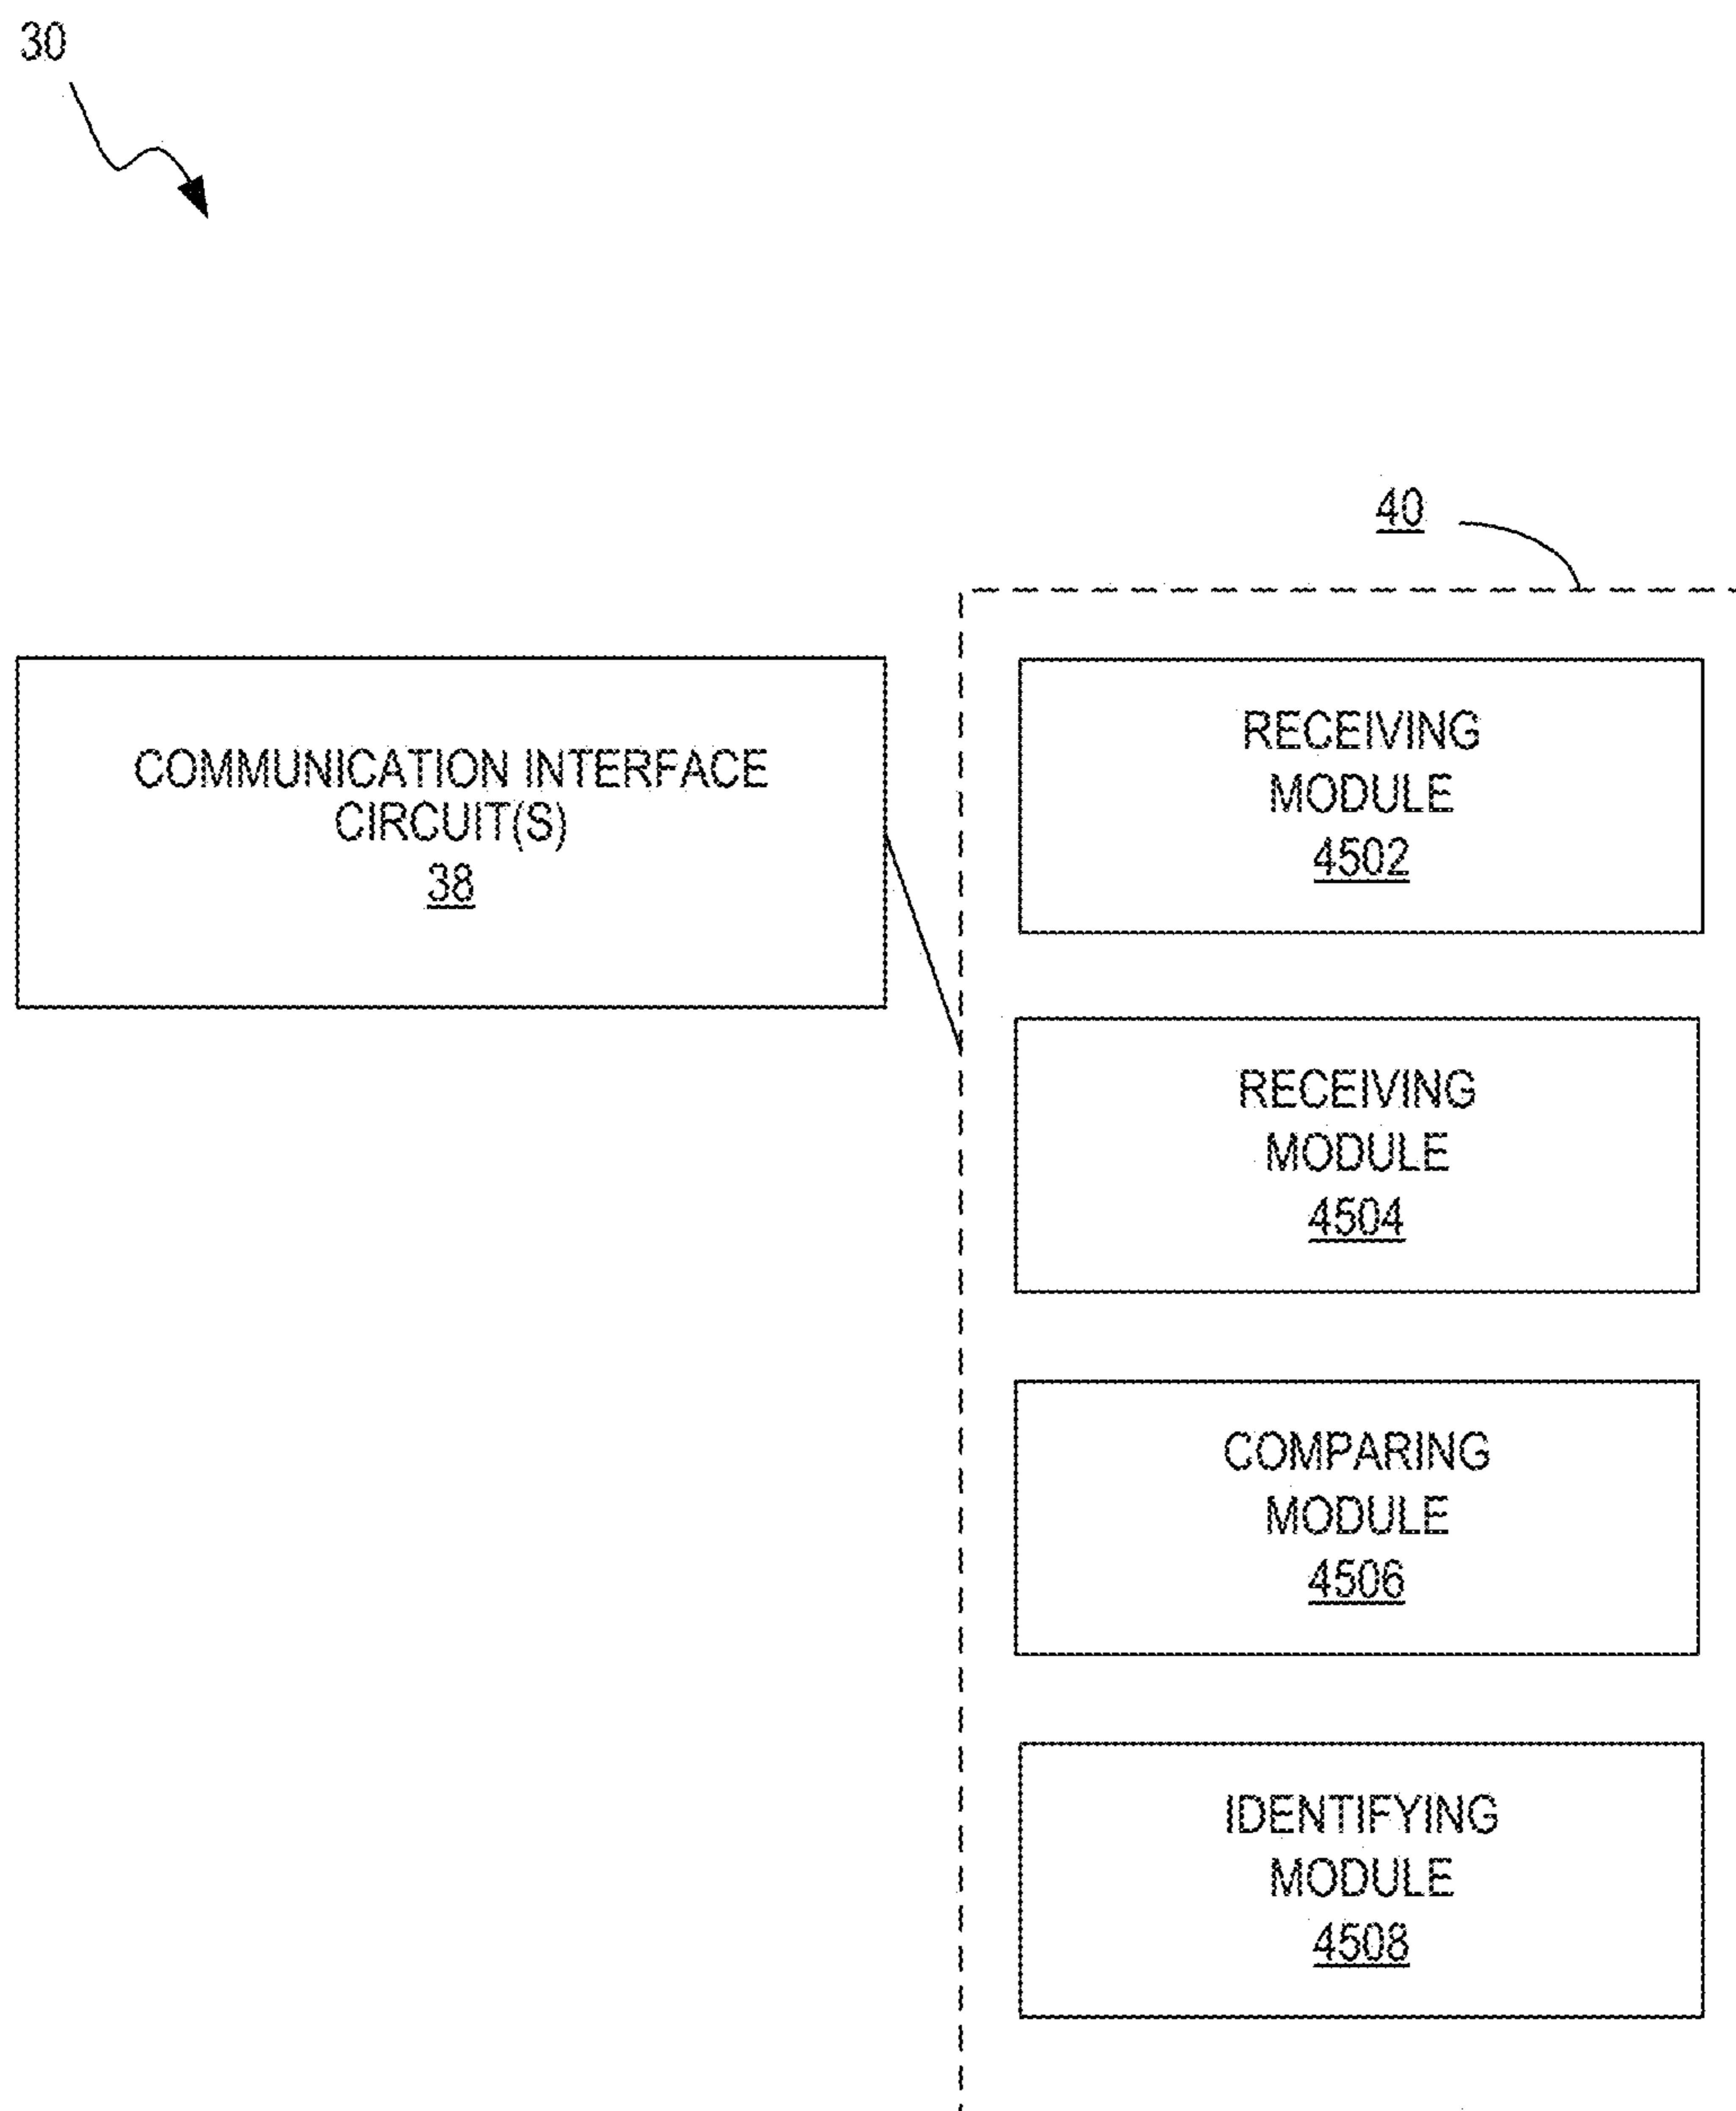 30
40
COMMUNICATION INTERFACE
CIRCUIT(S)
38
RECEIVING
MODULE
4502
RECEIVING
MODULE
4504
COMPARING
MODULE
4506
IDENTIFYING
MODULE
4508